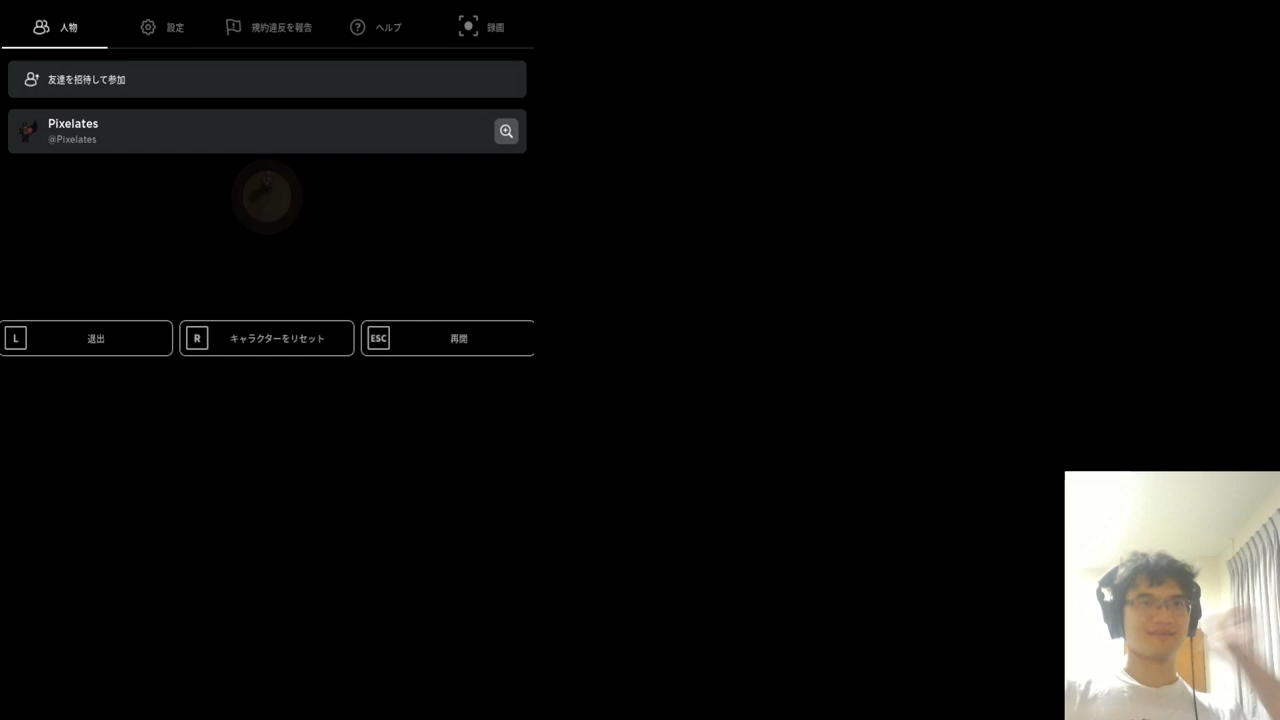 人物
設定
規約違反を報告
ヘルプ
録画
友達を招待して参加
Pixelates
@Pixelates
L
退出
R
キャラクターをリセット
ESC
再開